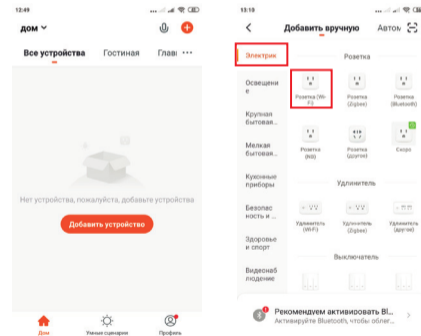 12:49
дом
Все устройства Гостиная Главı ...
Нет устройства, пожалуйста, добавьте устройства
Добавить устройство
Дом Умные сценарии Профиль
13:13
Добавить вручную Автом
Электрик
Освещени
е
Крупная
бытовая...
Мелкая
бытовая...
Кухонные
приборы
Безопас
ность и ...
Здоровье
и спорт
Видеонаб
людение
Розетка
Розетка (Wi-
Fi)
Розетка
(Zigbee)
Розетка
(Bluetooth)
Розетка
(NB)
Розетка
(другое)
Скоро
Удлинитель
Удлинитель
(Wi-Fi)
Удлинитель
(Zigbee)
Удлинитель
(другое)
Выключатель
Рекомендуем активировать Bl...
Активируйте Bluetooth, чтобы облег...